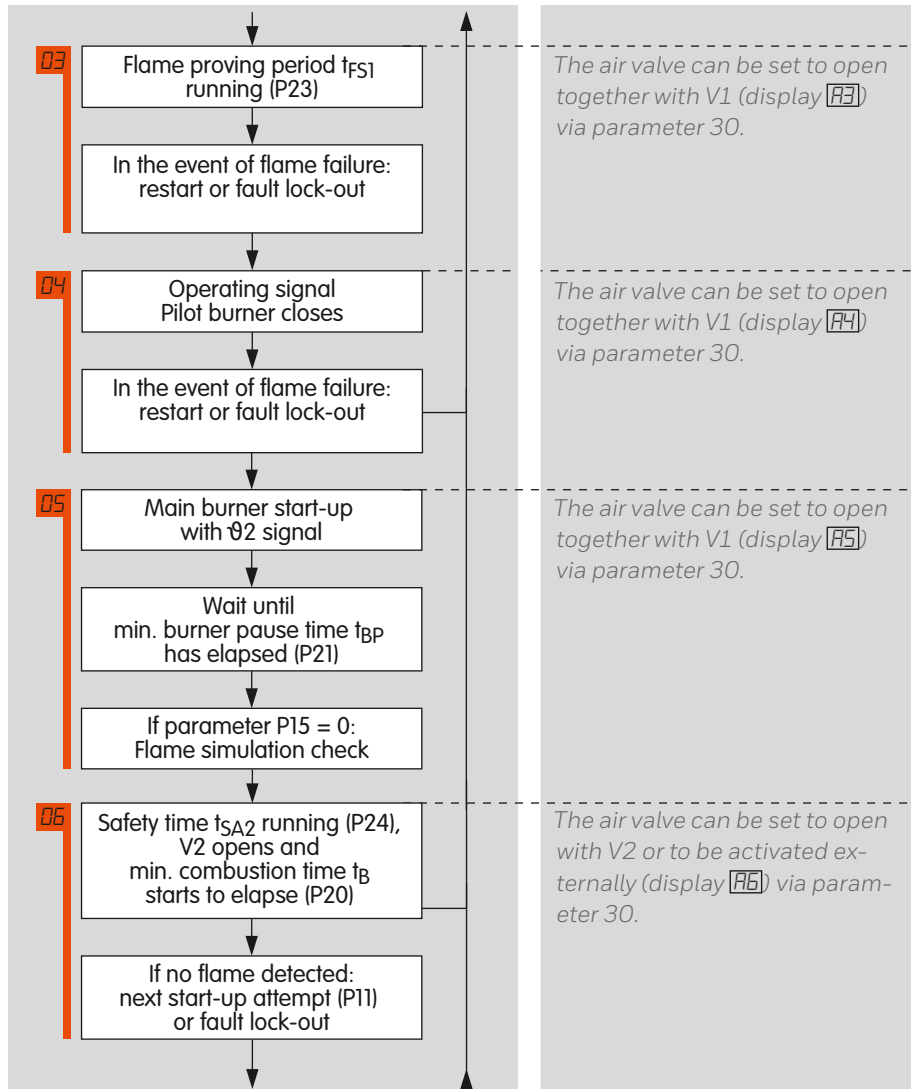 03
Flame proving period tFS1
running (P23)
The air valve can be set to open
together with V1 (display A3)
via parameter 30.
In the event of flame failure:
restart or fault lock-out
04
Operating signal
Pilot burner closes
The air valve can be set to open
together with V1 (display A4)
via parameter 30.
In the event of flame failure:
restart or fault lock-out
05
Main burner start-up
with ϑ2 signal
The air valve can be set to open
together with V1 (display A5)
via parameter 30.
Wait until
min. burner pause time tBP
has elapsed (P21)
If parameter P15 = 0:
Flame simulation check
06
Safety time tSA2 running (P24),
V2 opens and
min. combustion time tB
starts to elapse (P20)
The air valve can be set to open
with V2 or to be activated ex-
ternally (display A6) via param-
eter 30.
If no flame detected:
next start-up attempt (P11)
or fault lock-out